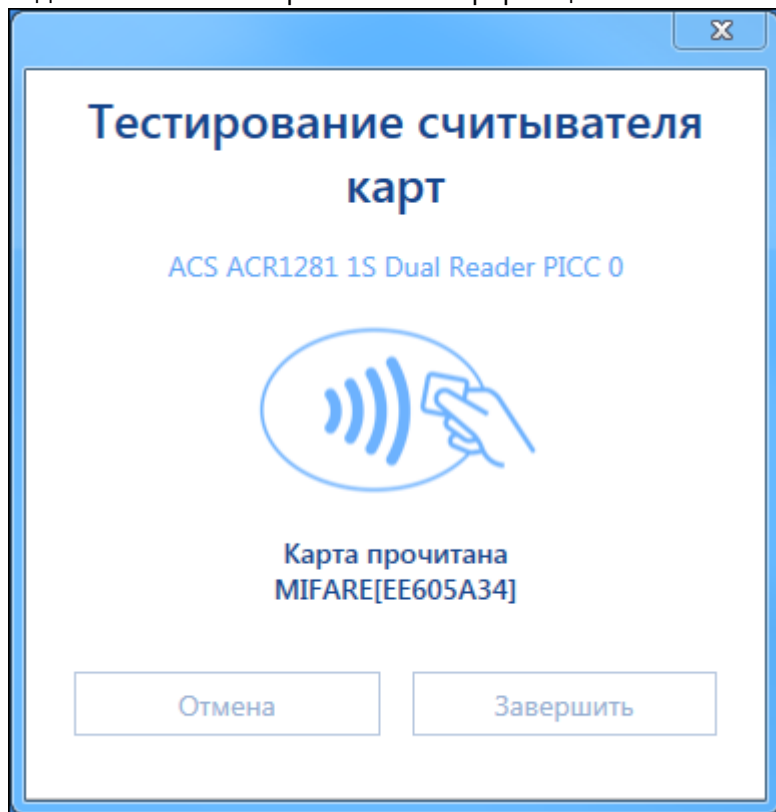 Тестирование считывателя
карт
ACS ACR1281 1S Dual Reader PICC 0
Карта прочитана
MIFARE[EE605A34]
Отмена
Завершить